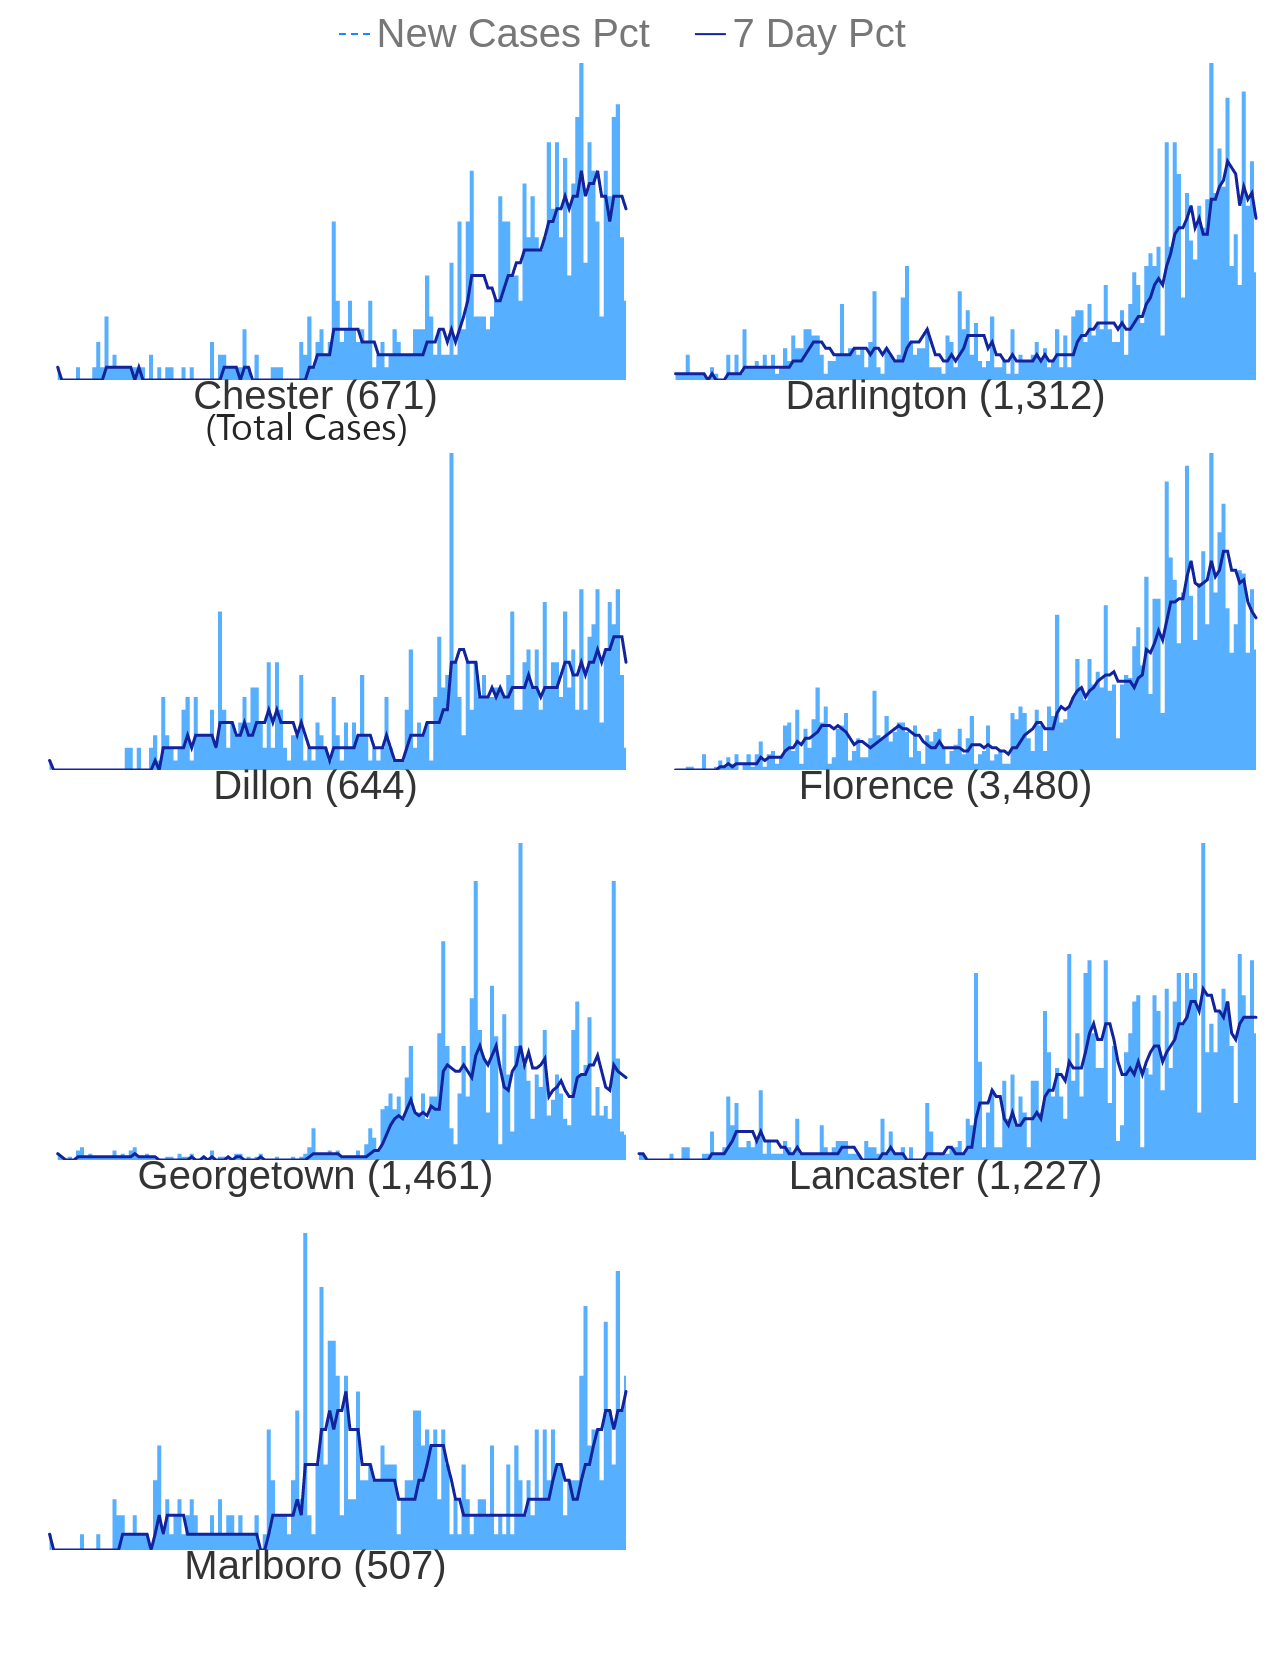 New Cases Pct 7 Day Pct
Chester (671) Darlington (1,312)
(Total Cases)
Dillon (644) Florence (3,480)
Georgetown (1,461) Lancaster (1,227)
Marlboro (507)